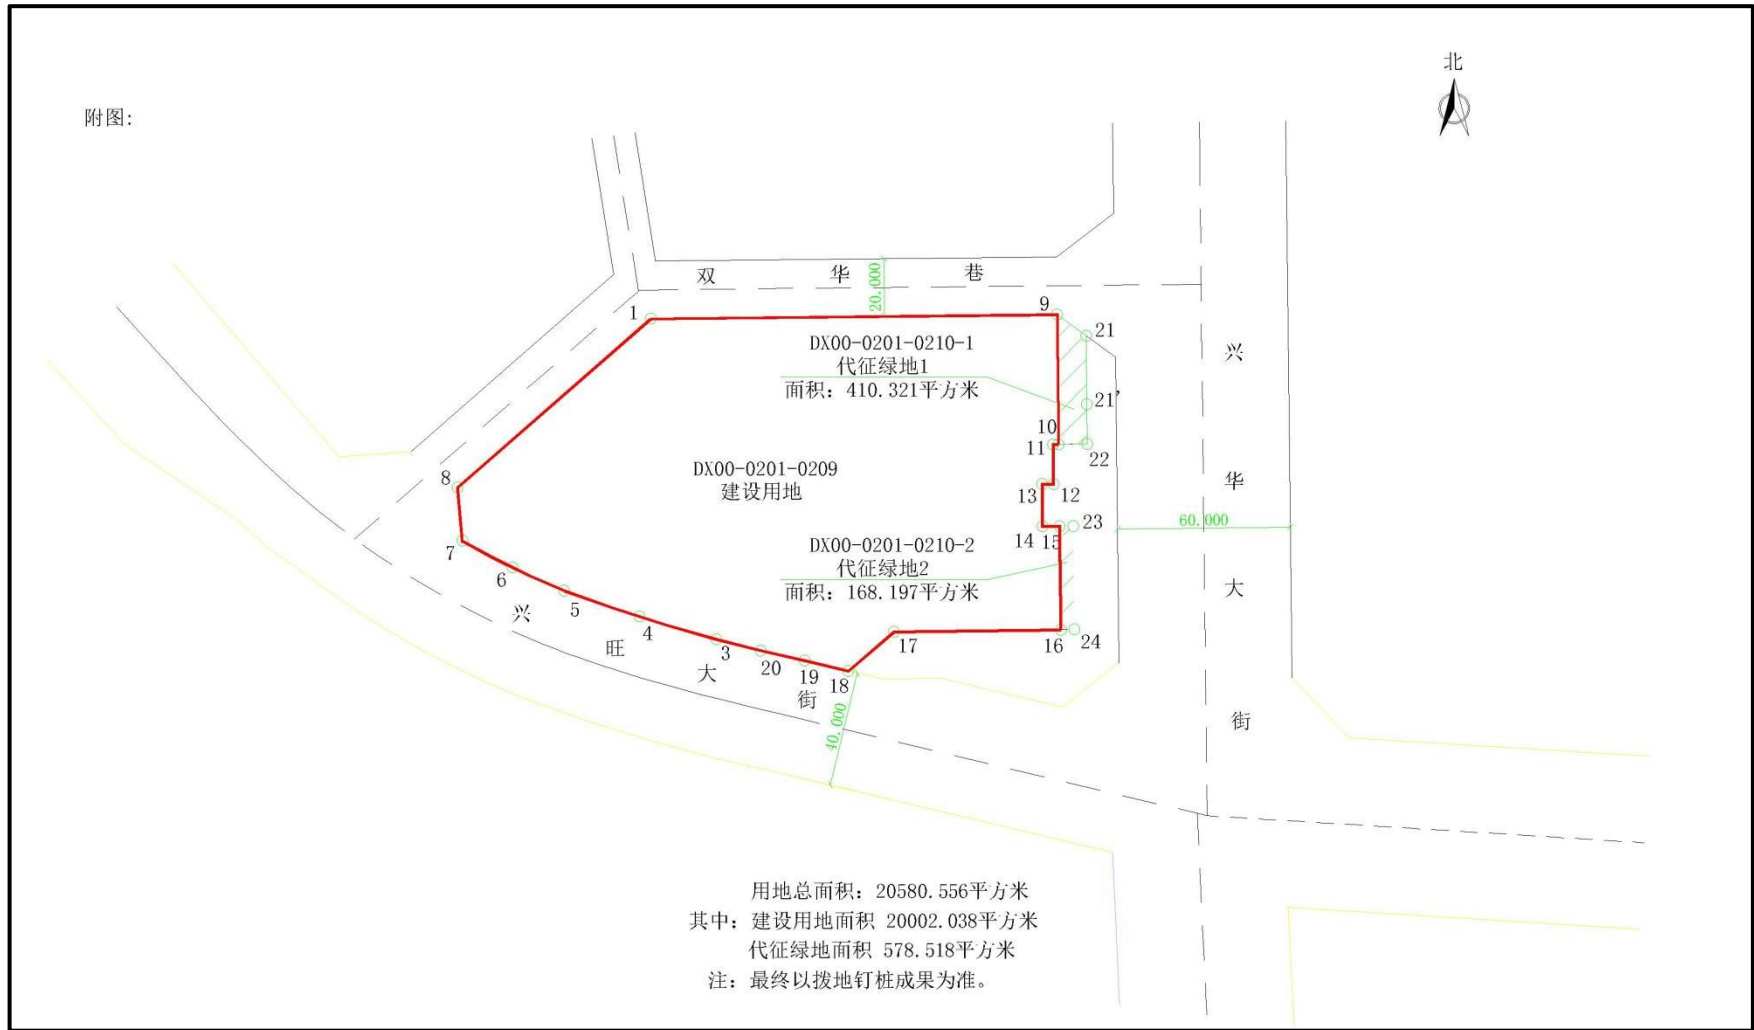 北
附图:
双 华 巷
20.000
1
9
21
DX00-0201-0210-1
代征绿地1
面积: 410.321平方米
兴
华
大
街
21'
10
11
22
8
DX00-0201-0209
建设用地
13
12
14
15
23
60.000
7
DX00-0201-0210-2
代征绿地2
面积: 168.197平方米
6
5
4
3
20
19
18
17
16
24
兴
旺
大
街
40.000
用地总面积: 20580.556平方米
其中: 建设用地面积 20002.038平方米
代征绿地面积 578.518平方米
注: 最终以拨地钉桩成果为准。